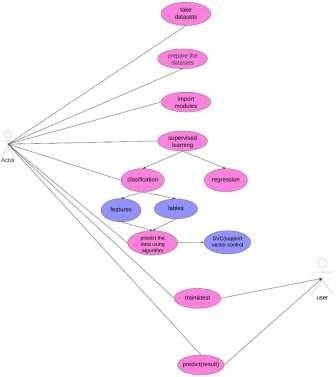 take
datasets
prepare the
datasets
import
modules
Actor
supervised
learning
clasification
regression
features
lables
predict the
data using
algorithm
SVC(support
vector control
train&test
user
predict(result)